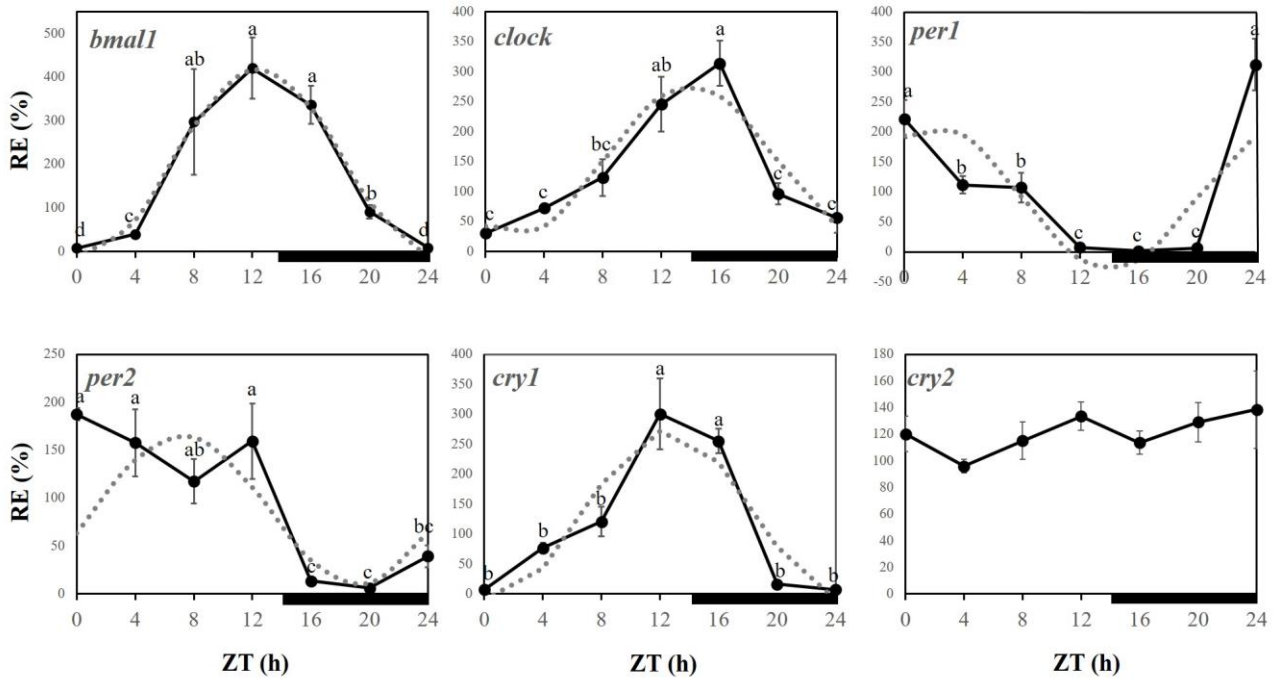 bmal1
RE (%)
500
400
300
200
100
0
d
c
ab
a
a
b
d
0 4 8 12 16 20 24
clock
400
350
300
250
200
150
100
50
0
c
c
bc
ab
a
c
c
0 4 8 12 16 20 24
per1
400
350
300
250
200
150
100
50
0
-50
a
b
b
c
c
c
a
0 4 8 12 16 20 24
per2
RE (%)
250
200
150
100
50
0
a
a
ab
a
c
c
bc
0 4 8 12 16 20 24
ZT (h)
cry1
400
350
300
250
200
150
100
50
0
b
b
b
a
a
b
b
0 4 8 12 16 20 24
ZT (h)
cry2
180
160
140
120
100
80
60
40
20
0
0 4 8 12 16 20 24
ZT (h)